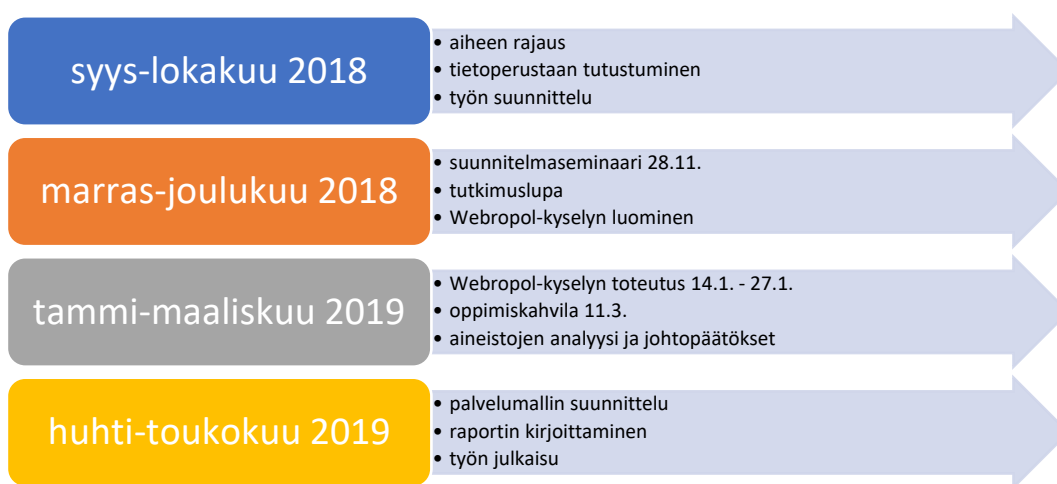 syys-lokakuu 2018
• aiheen rajaus
• tietoperustaan tutustuminen
• työn suunnittelu
marras-joulukuu 2018
• suunnitelmaseminaari 28.11.
• tutkimuslupa
• Webropol-kyselyn luominen
tammi-maaliskuu 2019
• Webropol-kyselyn toteutus 14.1. - 27.1.
• oppimiskahvila 11.3.
• aineistojen analyysi ja johtopäätökset
huhti-toukokuu 2019
• palvelumallin suunnittelu
• raportin kirjoittaminen
• työn julkaisu